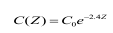 C(Z) = C₀e⁻²·⁴ᶻ